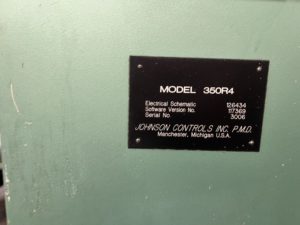 MODEL 350R4
Electrical Schematic 126434
Software Version No. 117369
Serial No 3006
JOHNSON CONTROLS INC. P.M.D.
Manchester, Michigan U.S.A.